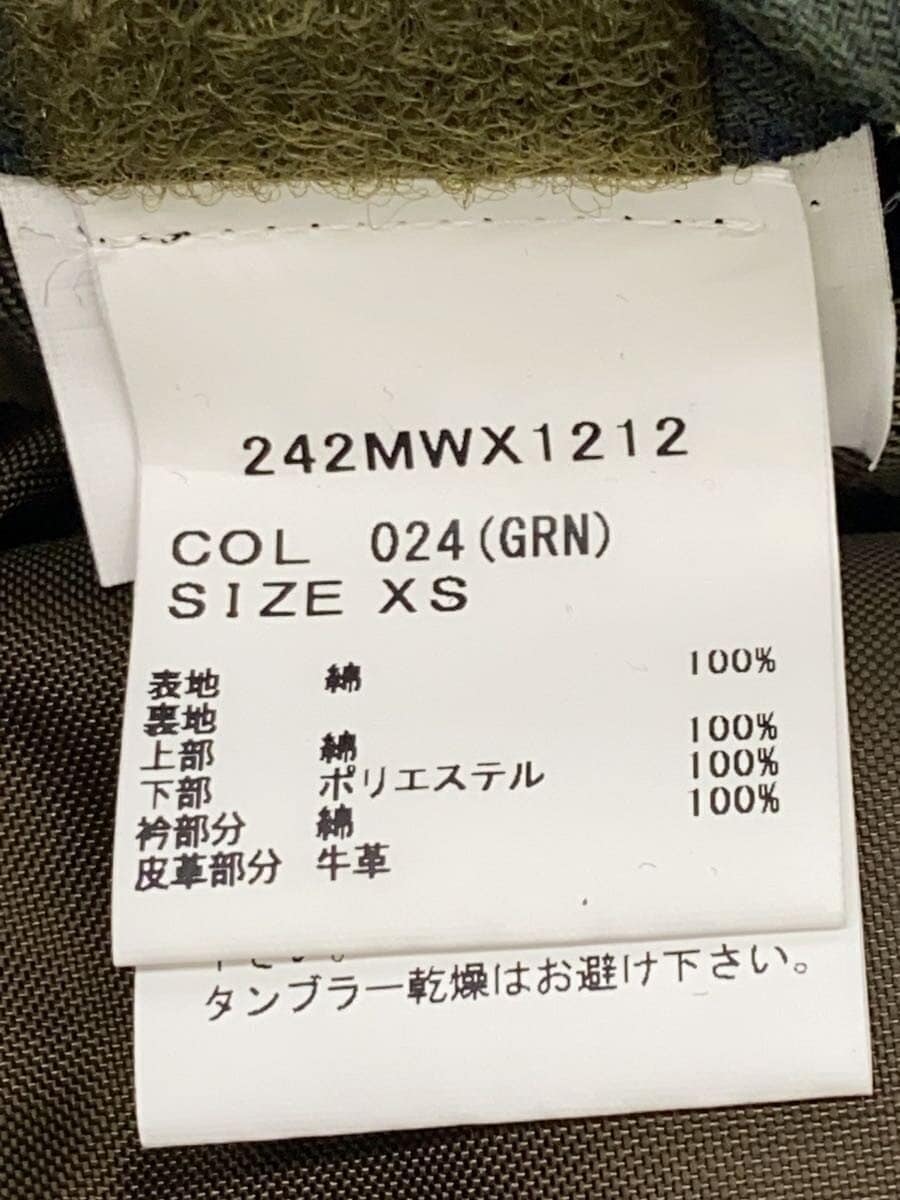 242MWX1212
COL 024(GRN)
SIZE XS
表地 綿 100%
裏地
上部 綿 100%
下部 ポリエステル 100%
衿部分 綿 100%
皮革部分 牛革
タンブラー乾燥はお避け下さい。